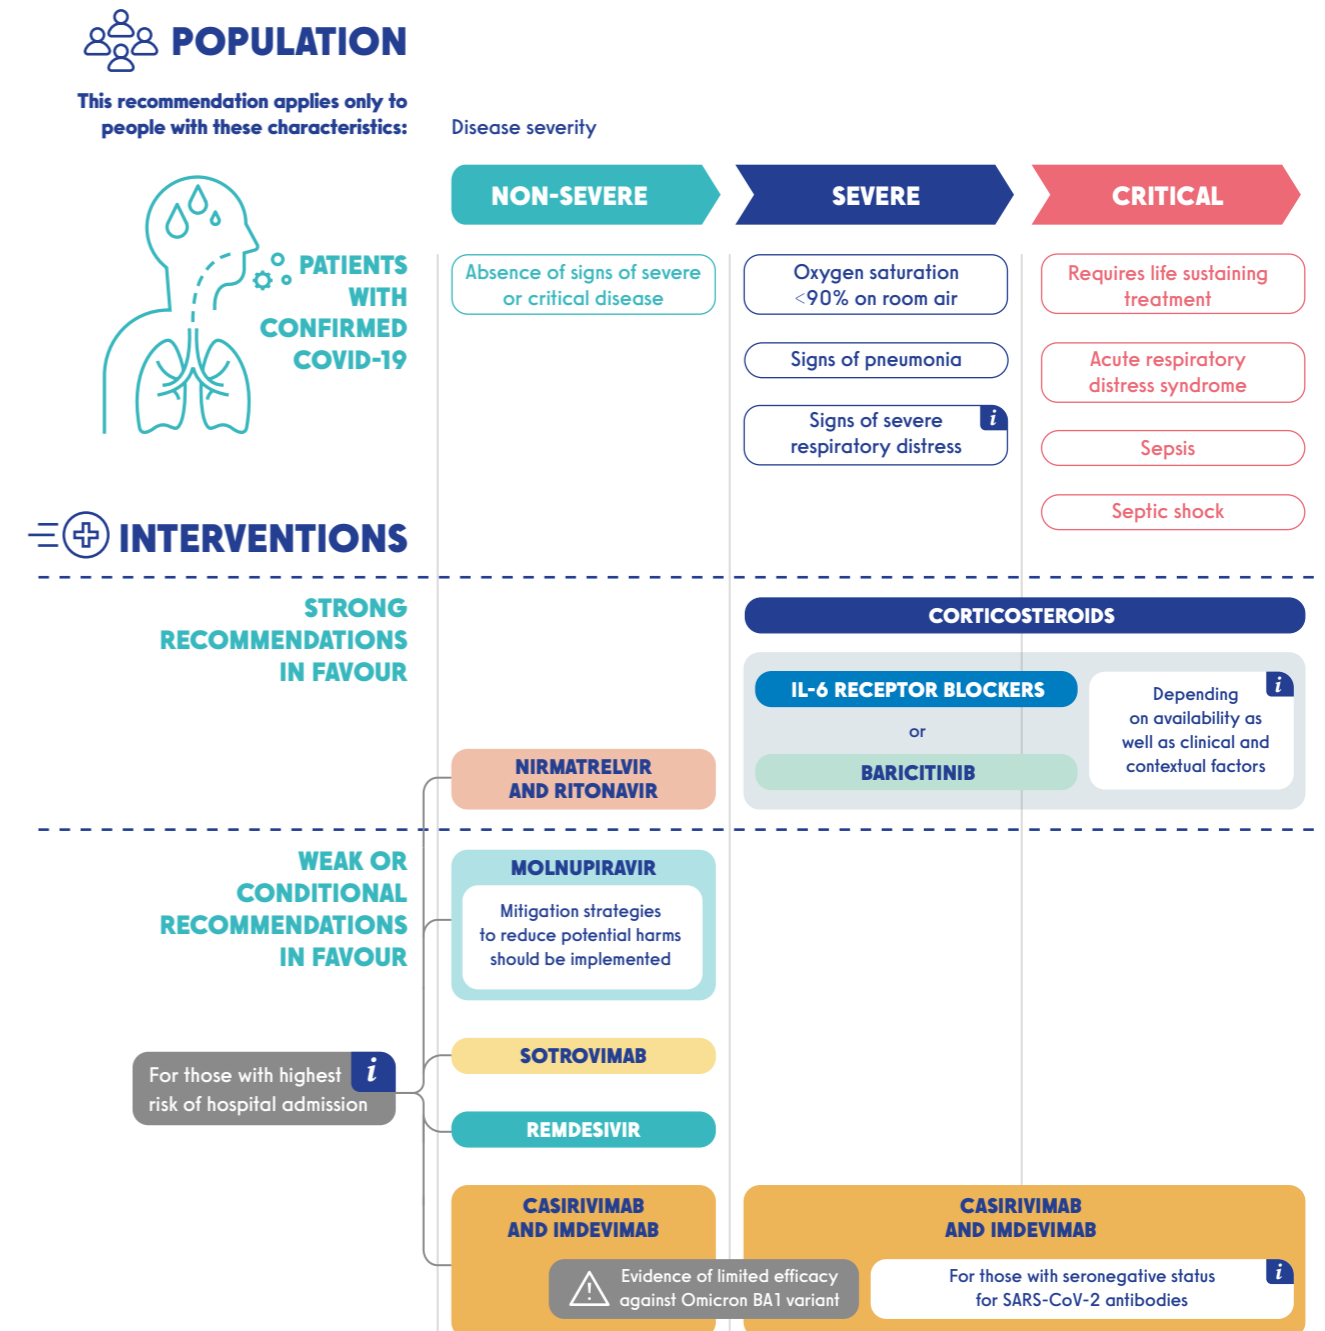 POPULATION
This recommendation applies only to
people with these characteristics:
Disease severity
NON-SEVERE
SEVERE
CRITICAL
PATIENTS
WITH
CONFIRMED
COVID-19
Absence of signs of severe
or critical disease
Oxygen saturation
<90% on room air
Signs of pneumonia
Signs of severe
respiratory distress
i
Requires life sustaining
treatment
Acute respiratory
distress syndrome
Sepsis
Septic shock
INTERVENTIONS
STRONG
RECOMMENDATIONS
IN FAVOUR
CORTICOSTEROIDS
IL-6 RECEPTOR BLOCKERS
or
BARICITINIB
Depending
on availability as
well as clinical and
contextual factors
i
NIRMATRELVIR
AND RITONAVIR
WEAK OR
CONDITIONAL
RECOMMENDATIONS
IN FAVOUR
MOLNUPIRAVIR
Mitigation strategies
to reduce potential harms
should be implemented
For those with highest
risk of hospital admission
i
SOTROVIMAB
REMDESIVIR
CASIRIVIMAB
AND IMDEVIMAB
CASIRIVIMAB
AND IMDEVIMAB
Evidence of limited efficacy
against Omicron BA1 variant
For those with seronegative status
for SARS-CoV-2 antibodies
i